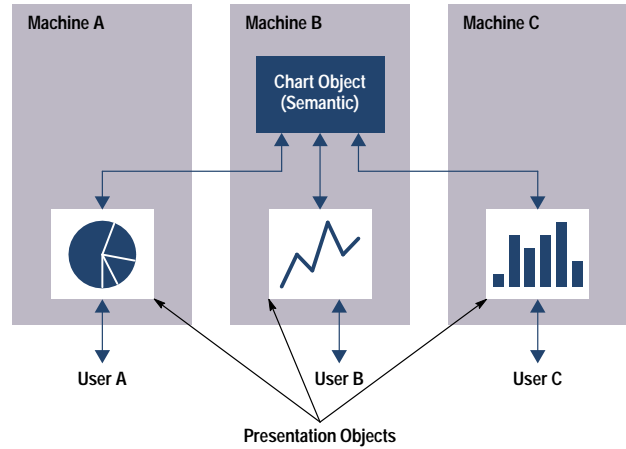 Machine A
Machine B
Machine C
Chart Object
(Semantic)
User A
User B
User C
Presentation Objects